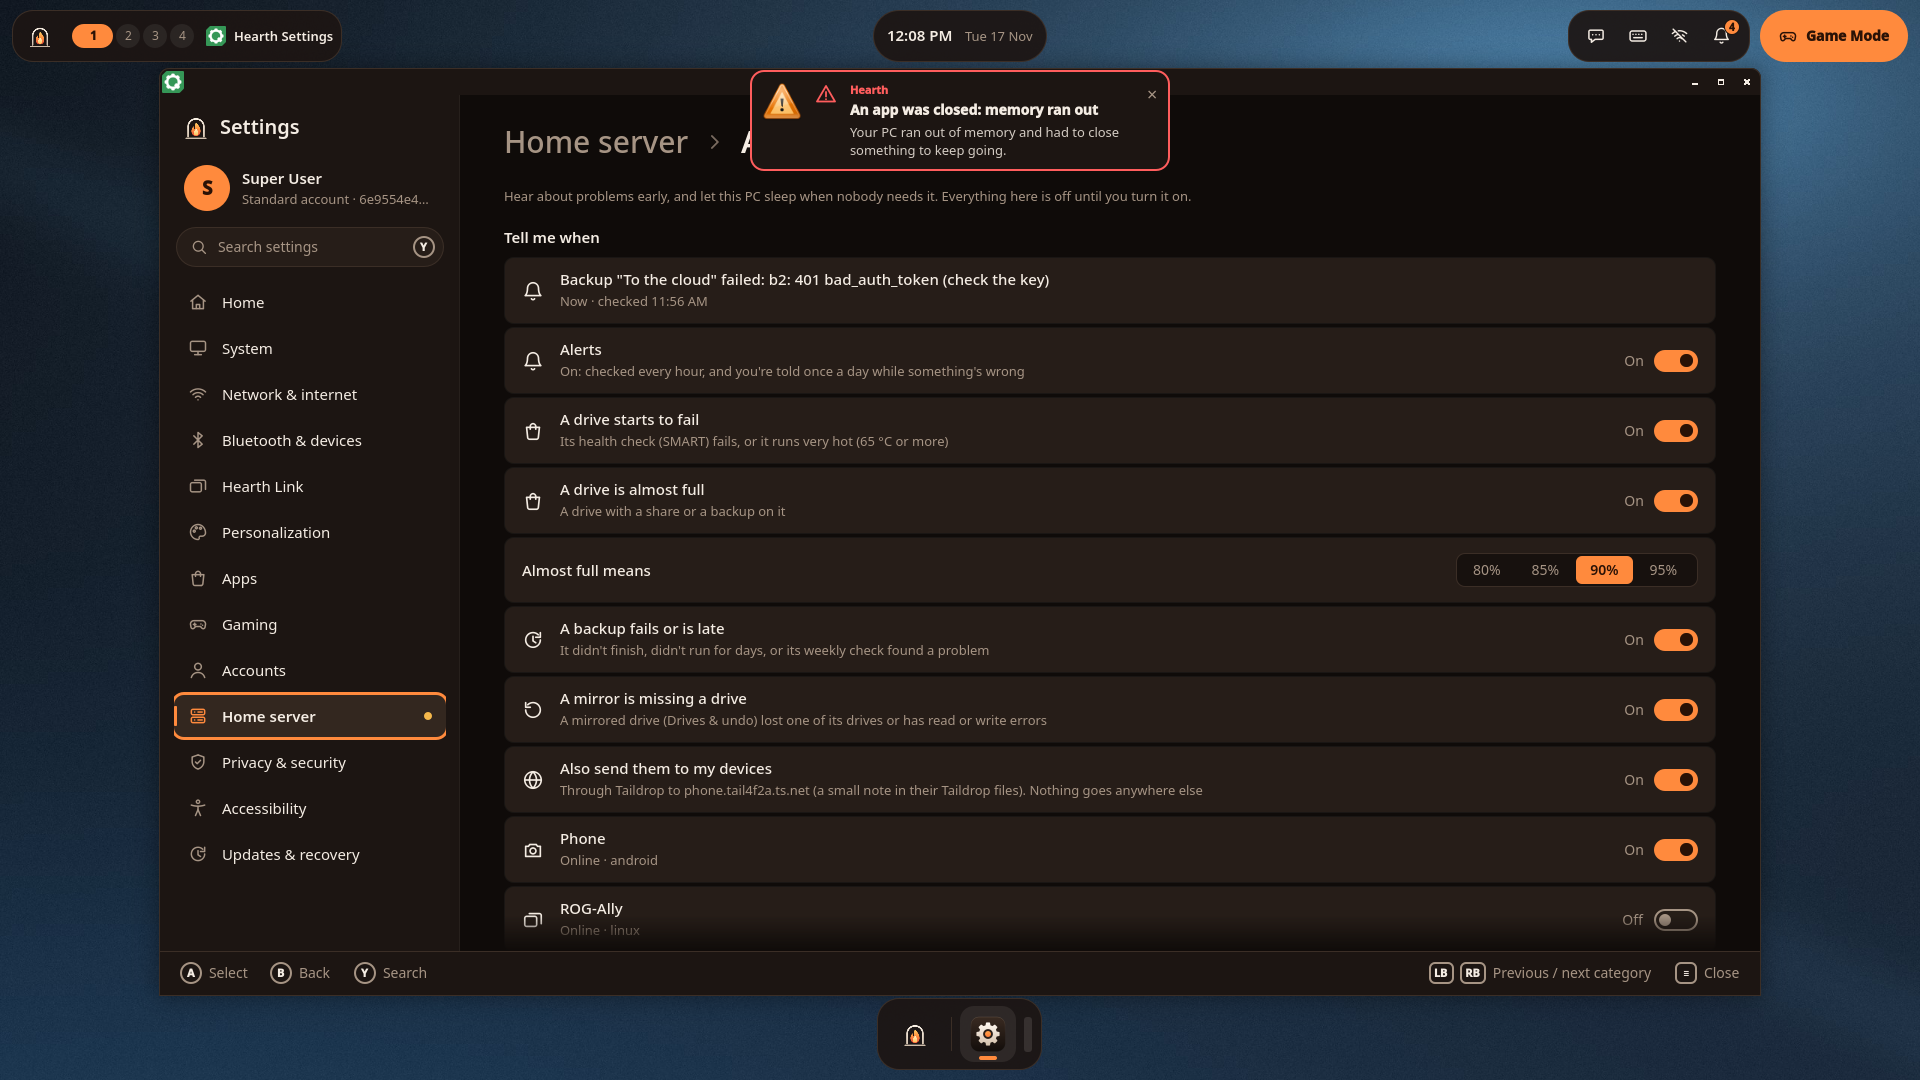 1 2 3 4 Hearth Settings
12:08 PM Tue 17 Nov
4
Game Mode
Hearth
An app was closed: memory ran out
Your PC ran out of memory and had to close
something to keep going.
Settings
Super User
Standard account · 6e9554e4...
Search settings Y
Home
System
Network & internet
Bluetooth & devices
Hearth Link
Personalization
Apps
Gaming
Accounts
Home server
Privacy & security
Accessibility
Updates & recovery
Home server
Hear about problems early, and let this PC sleep when nobody needs it. Everything here is off until you turn it on.
Tell me when
Backup "To the cloud" failed: b2: 401 bad_auth_token (check the key)
Now · checked 11:56 AM
Alerts
On: checked every hour, and you're told once a day while something's wrong
On
A drive starts to fail
Its health check (SMART) fails, or it runs very hot (65 °C or more)
On
A drive is almost full
A drive with a share or a backup on it
On
Almost full means
80% 85% 90% 95%
A backup fails or is late
It didn't finish, didn't run for days, or its weekly check found a problem
On
A mirror is missing a drive
A mirrored drive (Drives & undo) lost one of its drives or has read or write errors
On
Also send them to my devices
Through Taildrop to phone.tail4f2a.ts.net (a small note in their Taildrop files). Nothing goes anywhere else
On
Phone
Online · android
On
ROG-Ally
Online · linux
Off
A Select B Back Y Search
LB RB Previous / next category Close
S